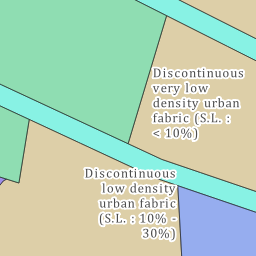 Discontinuous
very low
density urban
fabric (S.L. :
< 10%)
Discontinuous
low density
urban fabric
(S.L. : 10% -
30%)